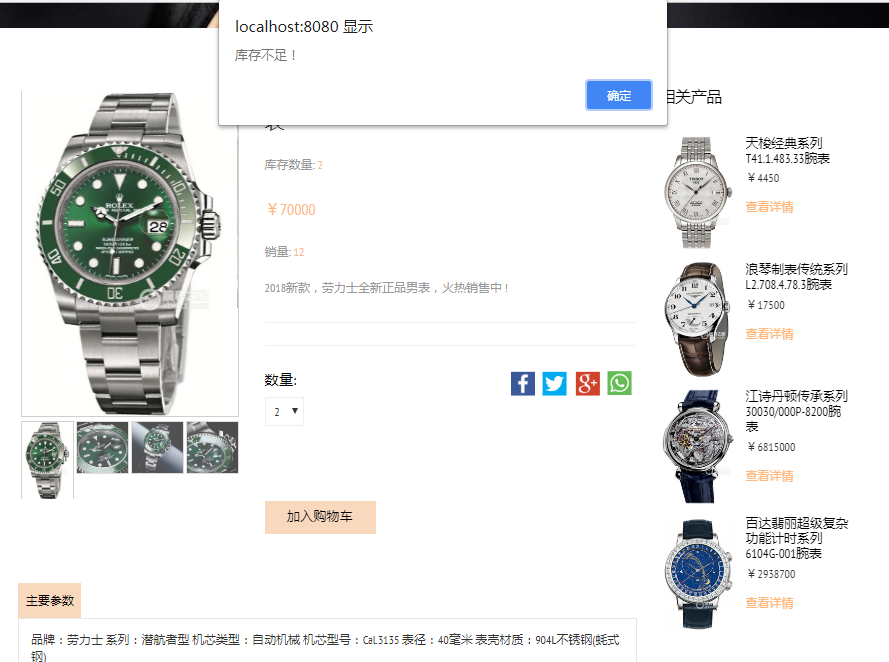 localhost:8080 显示
库存不足！
确定
表
库存数量: 2
￥70000
销量: 12
2018新款，劳力士全新正品男表，火热销售中！
数量:
2
加入购物车
ROLEX
28
相关产品
天梭经典系列
T41.1.483.33腕表
￥4450
查看详情
浪琴制表传统系列
L2.708.4.78.3腕表
￥17500
查看详情
江诗丹顿传承系列
30030/000P-8200腕
表
￥6815000
查看详情
百达翡丽超级复杂
功能计时系列
6104G-001腕表
￥2938700
查看详情
主要参数
品牌：劳力士 系列：潜航者型 机芯类型：自动机械 机芯型号：CaL3135 表径：40毫米 表壳材质：904L不锈钢(蚝式
钢)